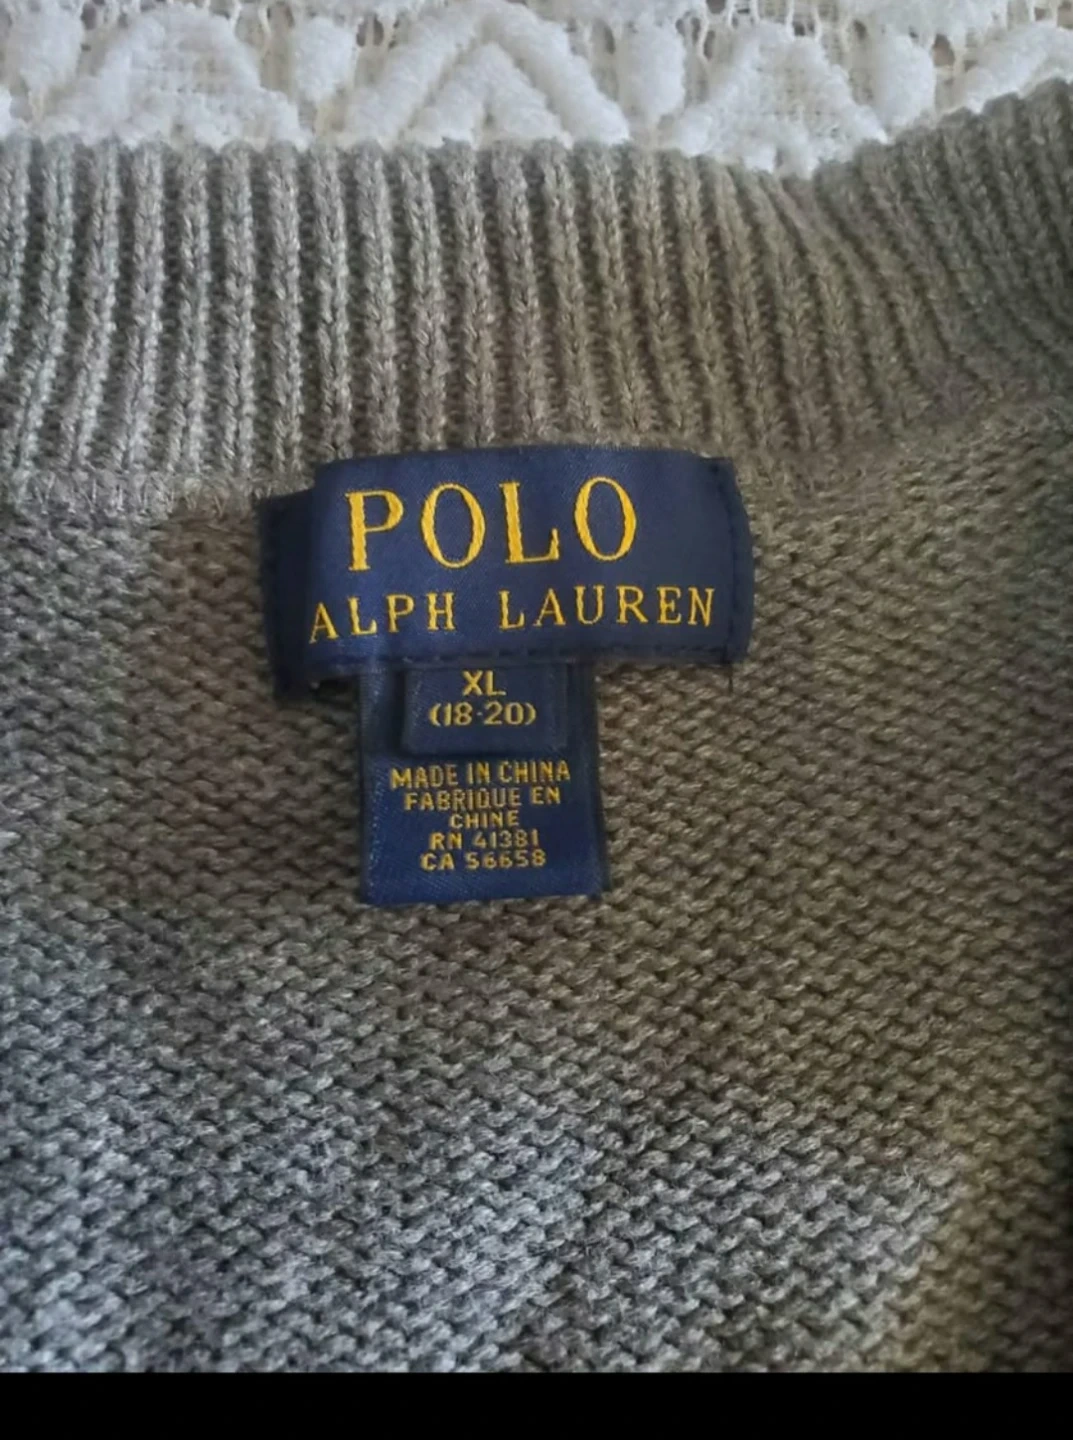 POLO
ALPH LAUREN
XL
(18-20)
MADE IN CHINA
FABRIQUE EN
CHINE
RN 41381
CA 56658